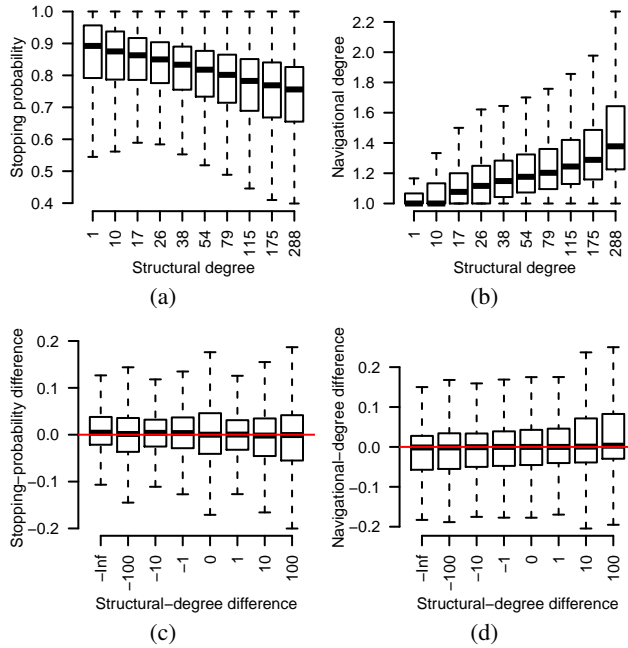 Stopping probability
1.0
0.9
0.8
0.7
0.6
0.5
0.4
1 10 17 26 38 54 79 115 175 288
Structural degree
(a)
Navigational degree
2.2
2.0
1.8
1.6
1.4
1.2
1.0
1 10 17 26 38 54 79 115 175 288
Structural degree
(b)
Stopping−probability difference
0.2
0.1
0.0
−0.1
−0.2
−Inf −100 −10 −1 0 1 10 100
Structural−degree difference
(c)
Navigational−degree difference
0.2
0.1
0.0
−0.1
−0.2
−Inf −100 −10 −1 0 1 10 100
Structural−degree difference
(d)